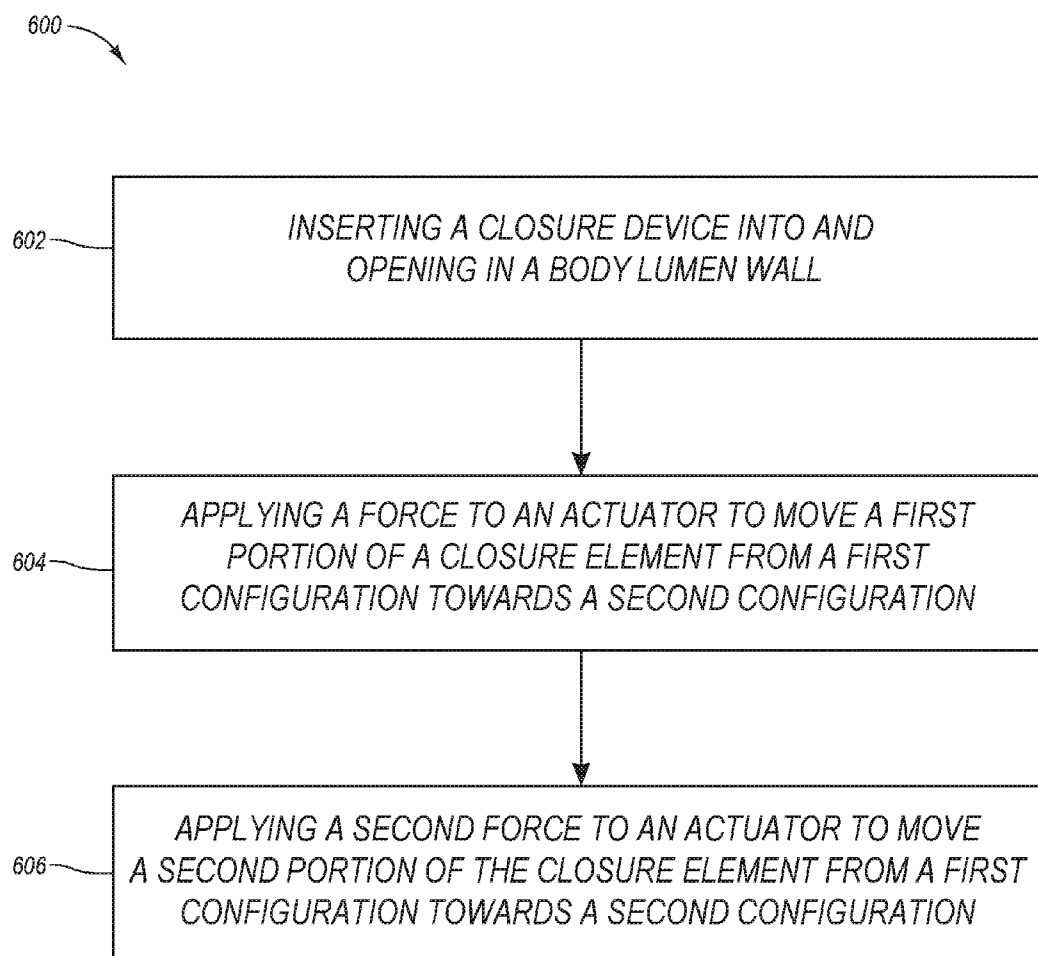 600
602
INSERTING A CLOSURE DEVICE INTO AND
OPENING IN A BODY LUMEN WALL
604
APPLYING A FORCE TO AN ACTUATOR TO MOVE A FIRST
PORTION OF A CLOSURE ELEMENT FROM A FIRST
CONFIGURATION TOWARDS A SECOND CONFIGURATION
606
APPLYING A SECOND FORCE TO AN ACTUATOR TO MOVE
A SECOND PORTION OF THE CLOSURE ELEMENT FROM A FIRST
CONFIGURATION TOWARDS A SECOND CONFIGURATION